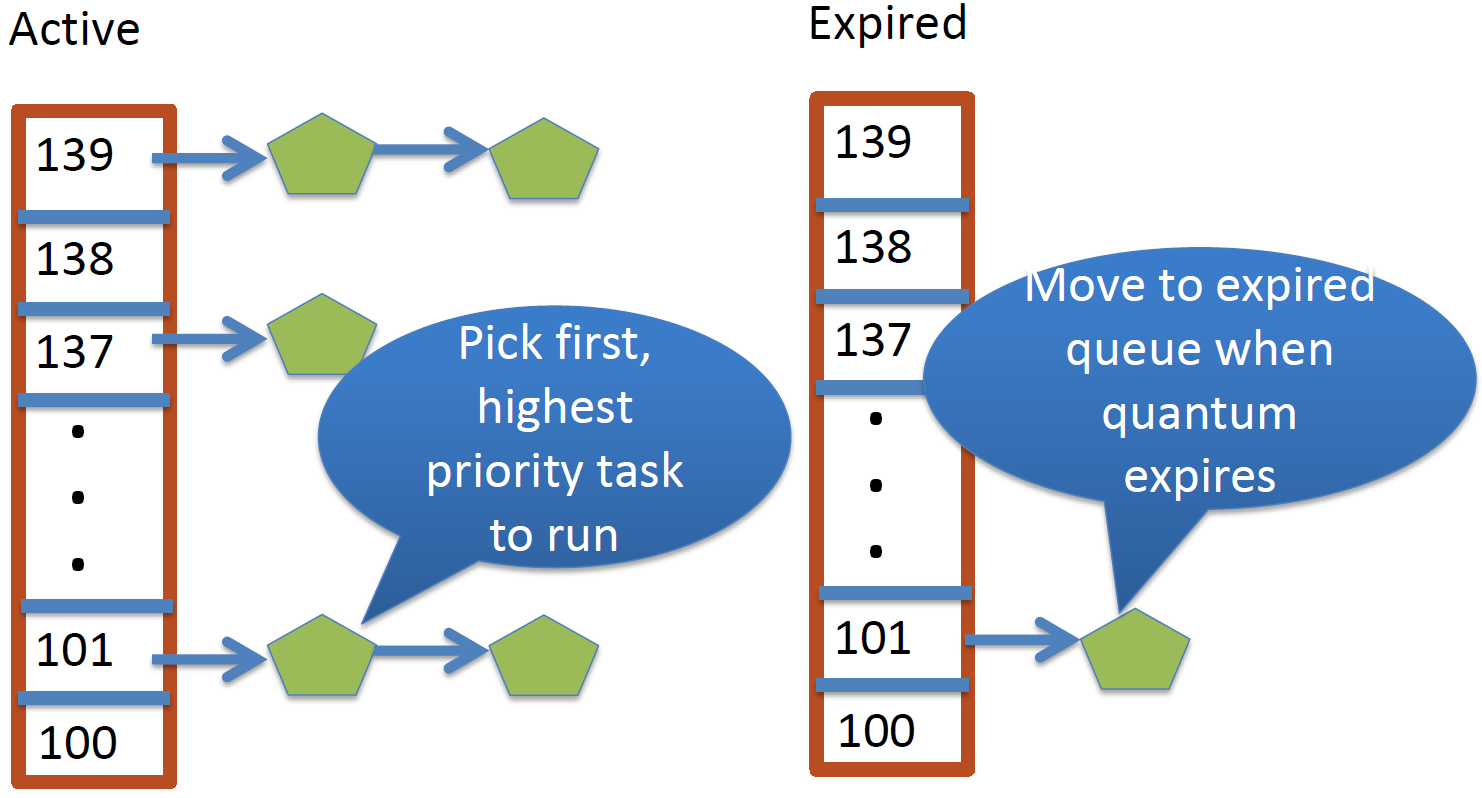 Active
139
138
137
101
100
Pick first,
highest
priority task
to run
Expired
139
138
137
101
100
Move to expired
queue when
quantum
expires